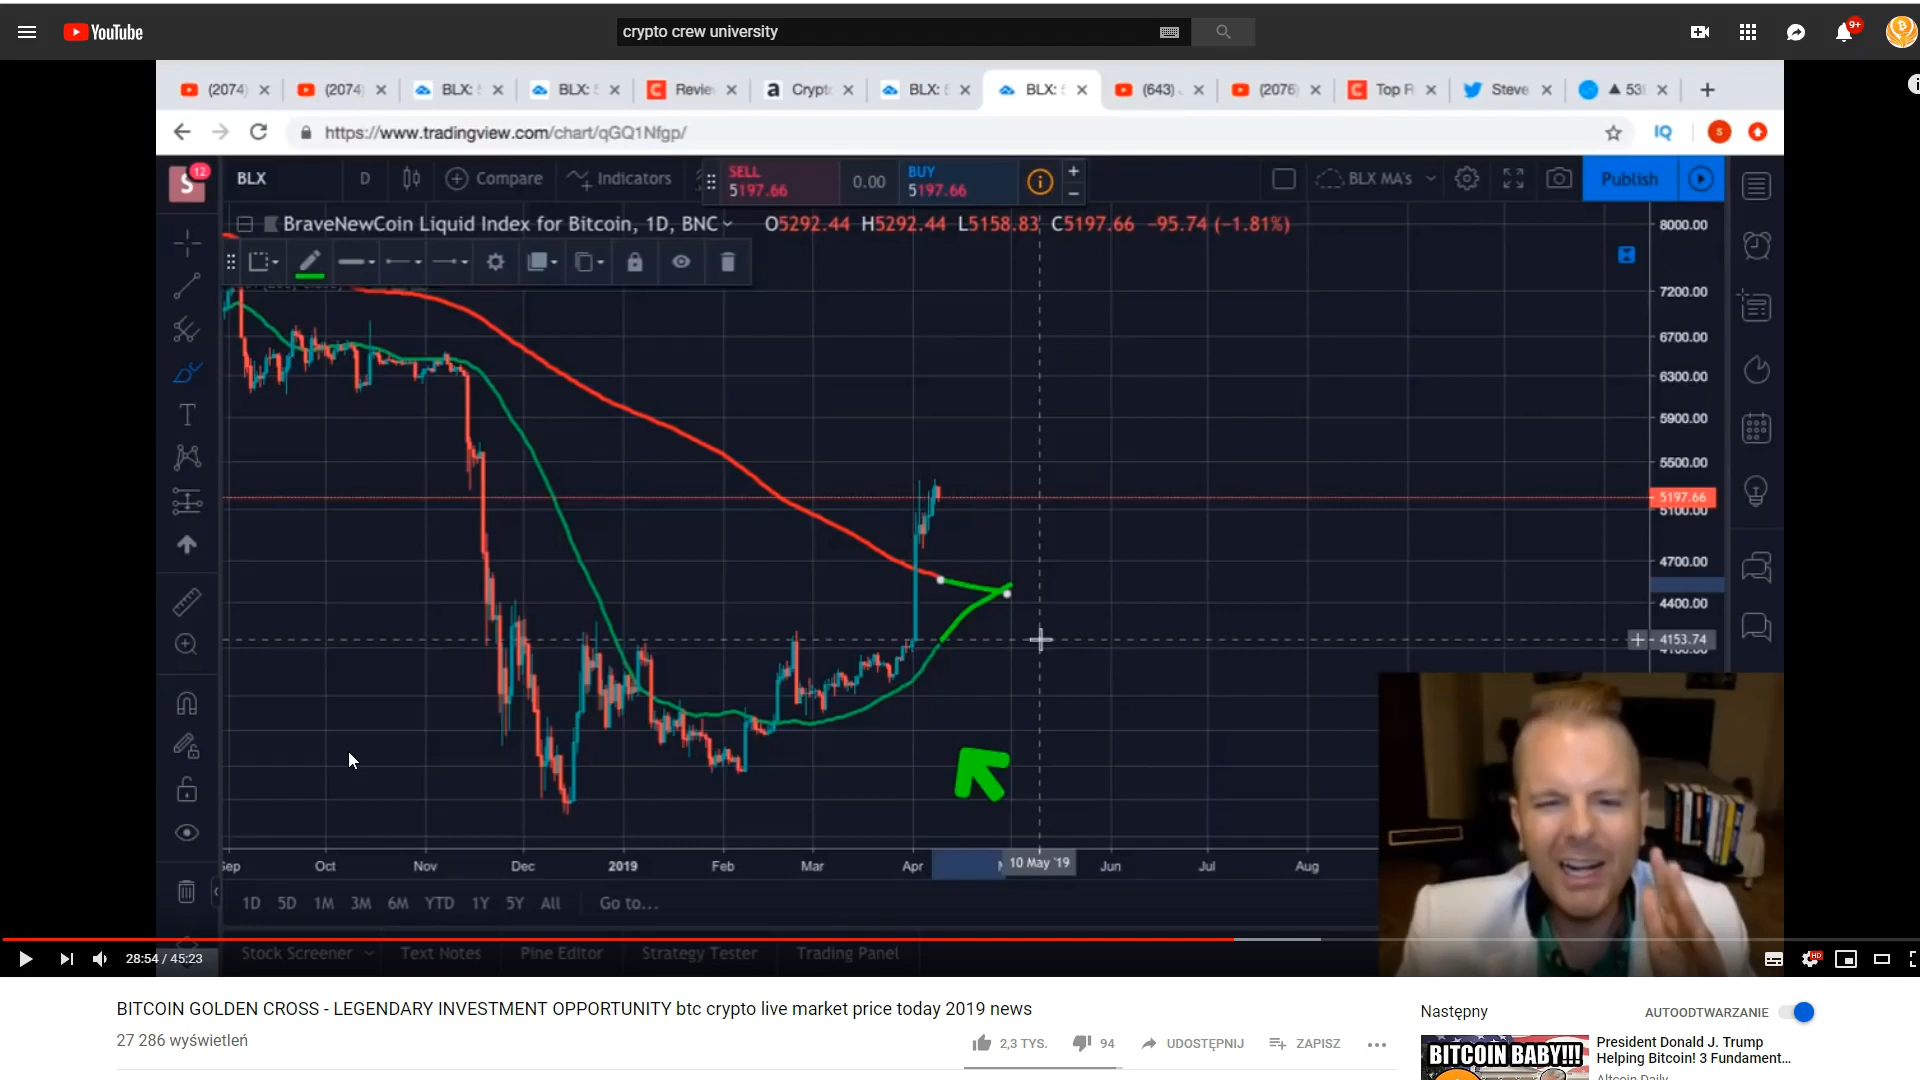 YouTube
crypto crew university
9+
(2074)
(2074)
BLX:
BLX:
Review
Crypto
BLX:
BLX:
(643)
(2076)
Top R
Steve
▲ 538
https://www.tradingview.com/chart/qGQ1Nfgp/
IQ
S
S
12
BLX
D
Compare
Indicators
SELL
5197.66
0.00
BUY
5197.66
BLX MA's
Publish
BraveNewCoin Liquid Index for Bitcoin, 1D, BNC
O5292.44 H5292.44 L5158.83 C5197.66 −95.74 (−1.81%)
8000.00
7200.00
6700.00
6300.00
5900.00
5500.00
5197.66
5100.00
4700.00
4400.00
4153.74
Sep
Oct
Nov
Dec
2019
Feb
Mar
Apr
10 May '19
Jun
Jul
Aug
1D 5D 1M 3M 6M YTD 1Y 5Y All
Go to...
Stock Screener
Text Notes
Pine Editor
Strategy Tester
Trading Panel
28:54 / 45:23
HD
BITCOIN GOLDEN CROSS - LEGENDARY INVESTMENT OPPORTUNITY btc crypto live market price today 2019 news
27 286 wyświetleń
2,3 TYS.
94
UDOSTĘPNIJ
ZAPISZ
Następny
AUTOODTWARZANIE
BITCOIN BABY!!!
President Donald J. Trump
Helping Bitcoin! 3 Fundament...
Altcoin Daily